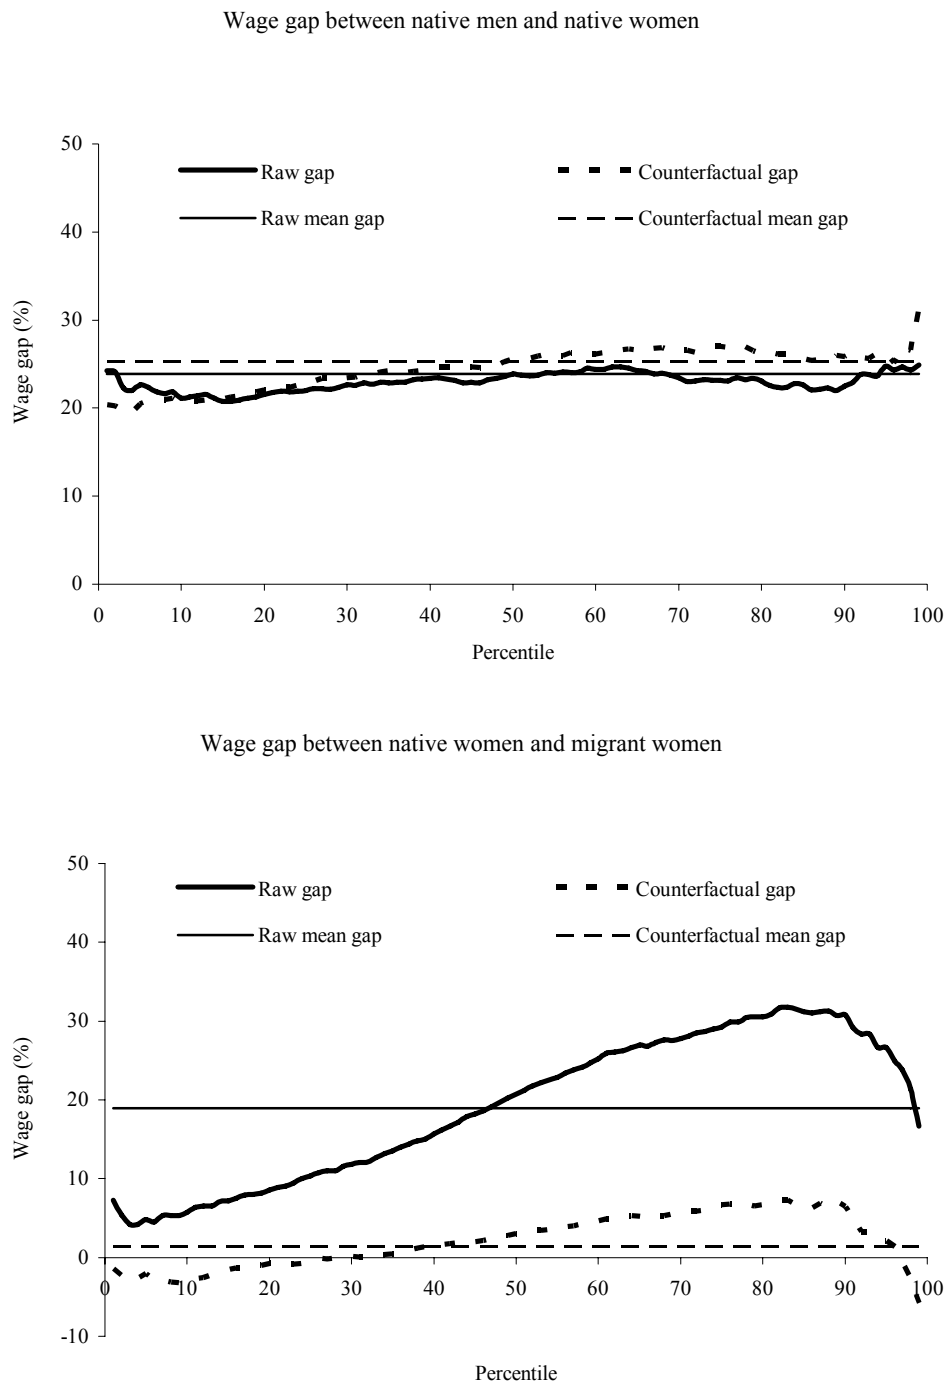 Wage gap between native men and native women
50
Raw gap
Counterfactual gap
Raw mean gap
Counterfactual mean gap
40
30
20
10
0
Wage gap (%)
0 10 20 30 40 50 60 70 80 90 100
Percentile
Wage gap between native women and migrant women
50
Raw gap
Counterfactual gap
Raw mean gap
Counterfactual mean gap
40
30
20
10
0
-10
Wage gap (%)
0 10 20 30 40 50 60 70 80 90 100
Percentile